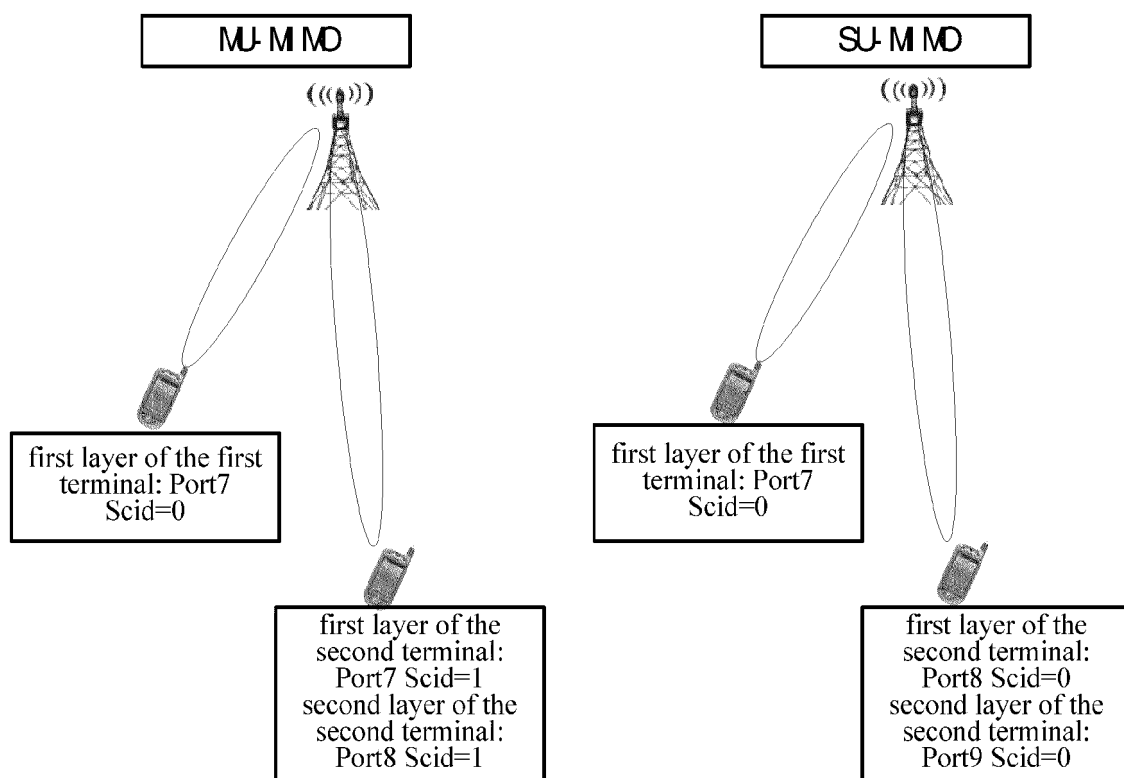 MU-MIMO
SU-MIMO
first layer of the first
terminal: Port7
Scid=0
first layer of the first
terminal: Port7
Scid=0
first layer of the
second terminal:
Port7 Scid=1
second layer of the
second terminal:
Port8 Scid=1
first layer of the
second terminal:
Port8 Scid=0
second layer of the
second terminal:
Port9 Scid=0